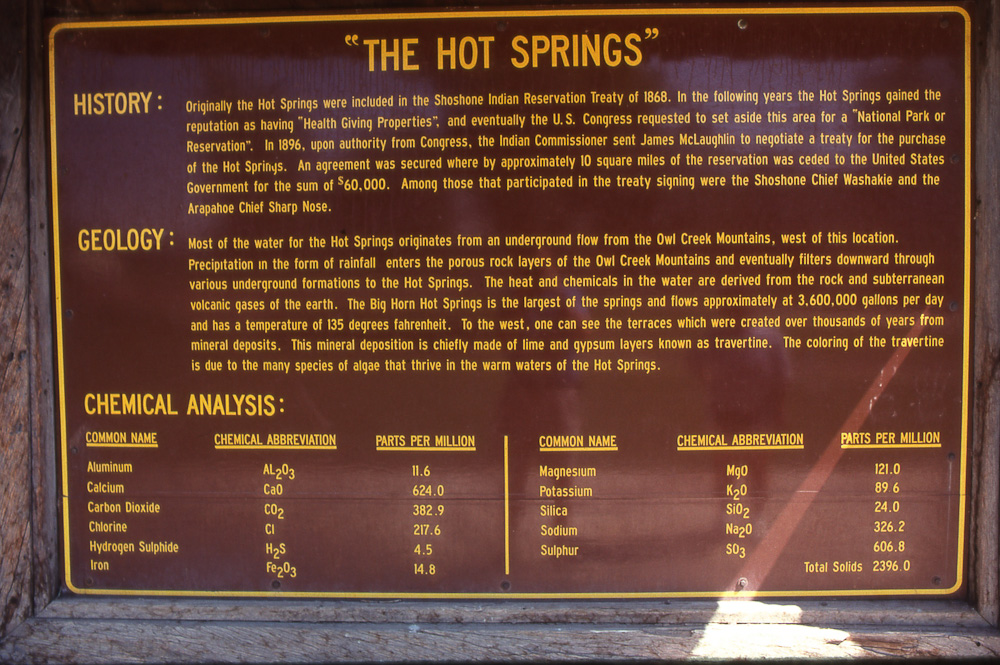 “THE HOT SPRINGS”
HISTORY: Originally the Hot Springs were included in the Shoshone Indian Reservation Treaty of 1868. In the following years the Hot Springs gained the
reputation as having "Health Giving Properties", and eventually the U.S. Congress requested to set aside this area for a "National Park or
Reservation". In 1896, upon authority from Congress, the Indian Commissioner sent James McLaughlin to negotiate a treaty for the purchase
of the Hot Springs. An agreement was secured where by approximately 10 square miles of the reservation was ceded to the United States
Government for the sum of $60,000. Among those that participated in the treaty signing were the Shoshone Chief Washakie and the
Arapahoe Chief Sharp Nose.
GEOLOGY: Most of the water for the Hot Springs originates from an underground flow from the Owl Creek Mountains, west of this location.
Precipitation in the form of rainfall enters the porous rock layers of the Owl Creek Mountains and eventually filters downward through
various underground formations to the Hot Springs. The heat and chemicals in the water are derived from the rock and subterranean
volcanic gases of the earth. The Big Horn Hot Springs is the largest of the springs and flows approximately at 3,600,000 gallons per day
and has a temperature of 135 degrees fahrenheit. To the west, one can see the terraces which were created over thousands of years from
mineral deposits. This mineral deposition is chiefly made of lime and gypsum layers known as travertine. The coloring of the travertine
is due to the many species of algae that thrive in the warm waters of the Hot Springs.
CHEMICAL ANALYSIS:
COMMON NAME CHEMICAL ABBREVIATION PARTS PER MILLION
Aluminum AL2O3 11.6
Calcium CaO 624.0
Carbon Dioxide CO2 382.9
Chlorine Cl 217.6
Hydrogen Sulphide H2S 4.5
Iron Fe2O3 14.8
COMMON NAME CHEMICAL ABBREVIATION PARTS PER MILLION
Magnesium MgO 121.0
Potassium K2O 89.6
Silica SiO2 24.0
Sodium Na2O 326.2
Sulphur SO3 606.8
Total Solids 2396.0